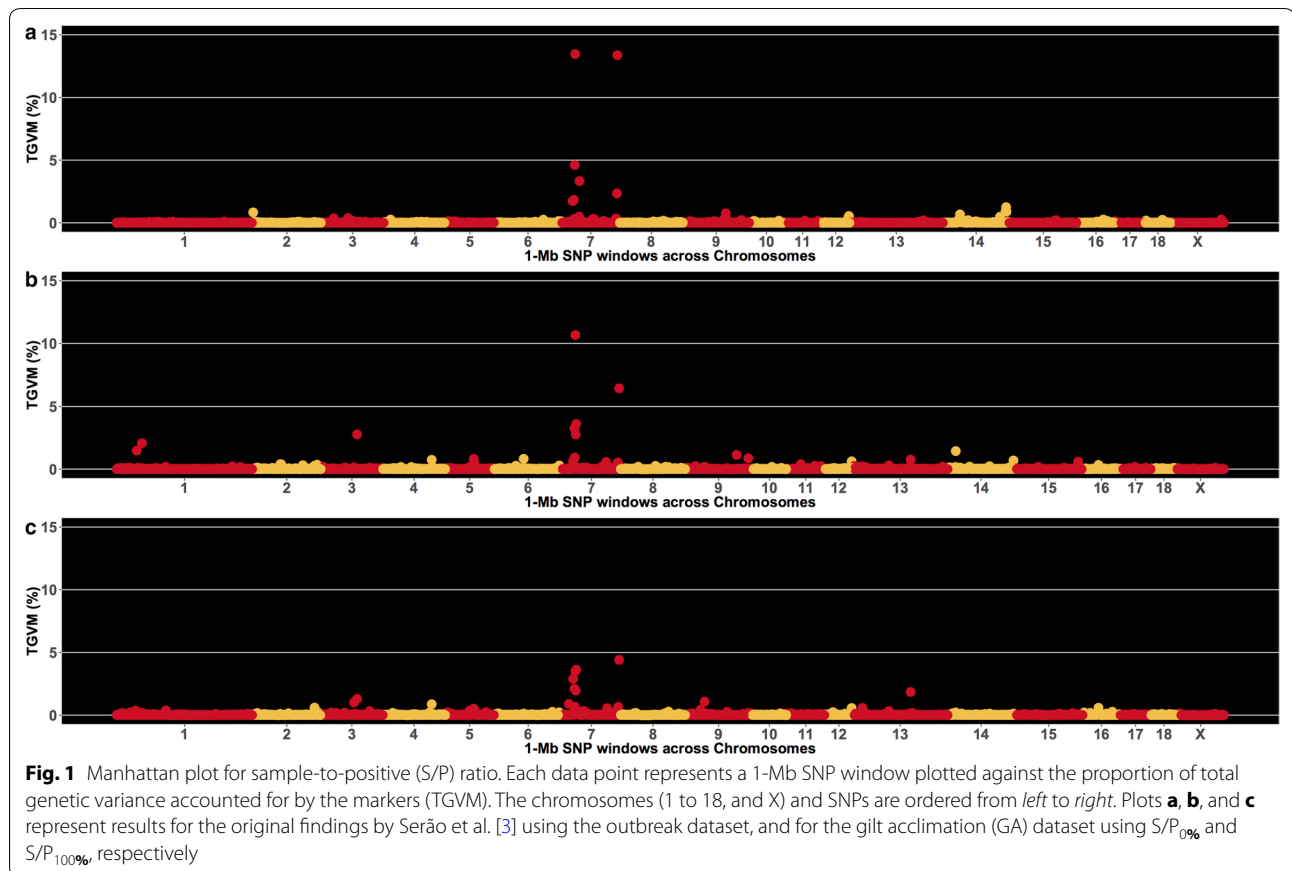 a
15
10
5
0
TGVM (%)
1 2 3 4 5 6 7 8 9 10 11 12 13 14 15 16 17 18 X
1-Mb SNP windows across Chromosomes
b
15
10
5
0
TGVM (%)
1 2 3 4 5 6 7 8 9 10 11 12 13 14 15 16 17 18 X
1-Mb SNP windows across Chromosomes
c
15
10
5
0
TGVM (%)
1 2 3 4 5 6 7 8 9 10 11 12 13 14 15 16 17 18 X
1-Mb SNP windows across Chromosomes
Fig. 1 Manhattan plot for sample-to-positive (S/P) ratio. Each data point represents a 1-Mb SNP window plotted against the proportion of total
genetic variance accounted for by the markers (TGVM). The chromosomes (1 to 18, and X) and SNPs are ordered from left to right. Plots a, b, and c
represent results for the original findings by Serão et al. [3] using the outbreak dataset, and for the gilt acclimation (GA) dataset using S/P0% and
S/P100%, respectively